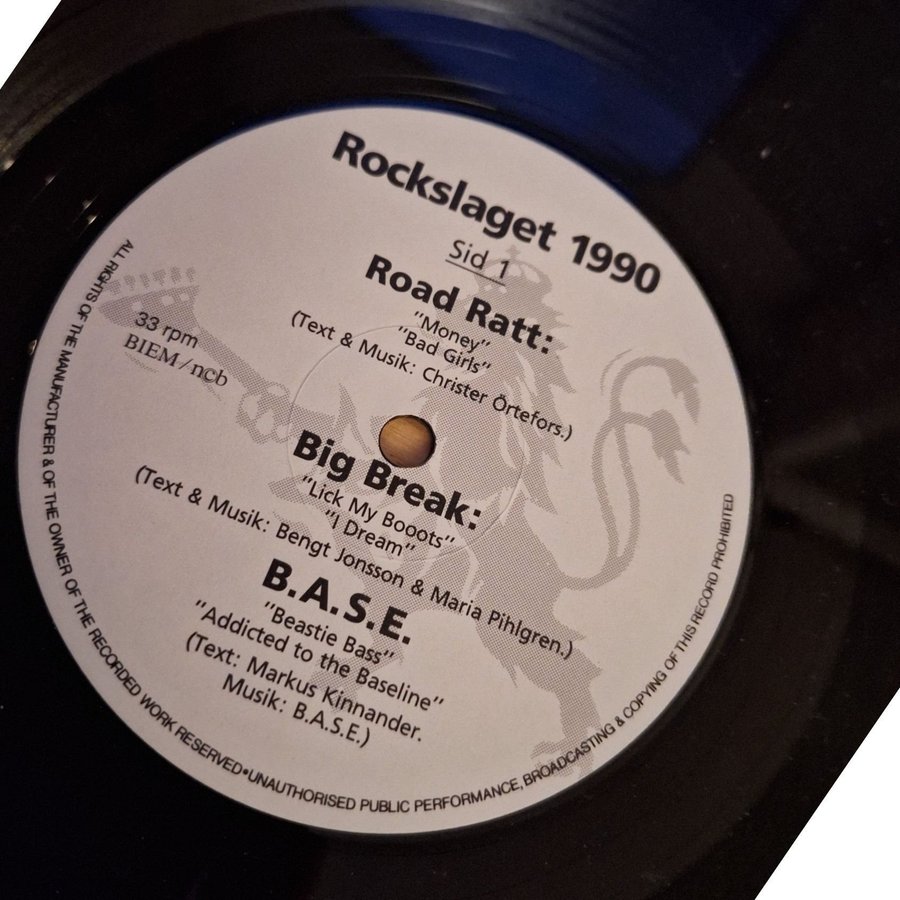 Rockslaget 1990
Sid 1
Road Ratt:
"Money"
"Bad Girls"
(Text & Musik: Christer Örtefors.)
33 rpm
BIEM/ncb
Big Break:
"Lick My Booots"
"I Dream"
(Text & Musik: Bengt Jonsson & Maria Pihlgren.)
B.A.S.E.
"Beastie Bass"
"Addicted to the Baseline"
(Text: Markus Kinnander.
Musik: B.A.S.E.)
ALL RIGHTS OF THE MANUFACTURER & OF THE OWNER OF THE RECORDED WORK RESERVED•UNAUTHORISED PUBLIC PERFORMANCE, BROADCASTING & COPYING OF THIS RECORD PROHIBITED